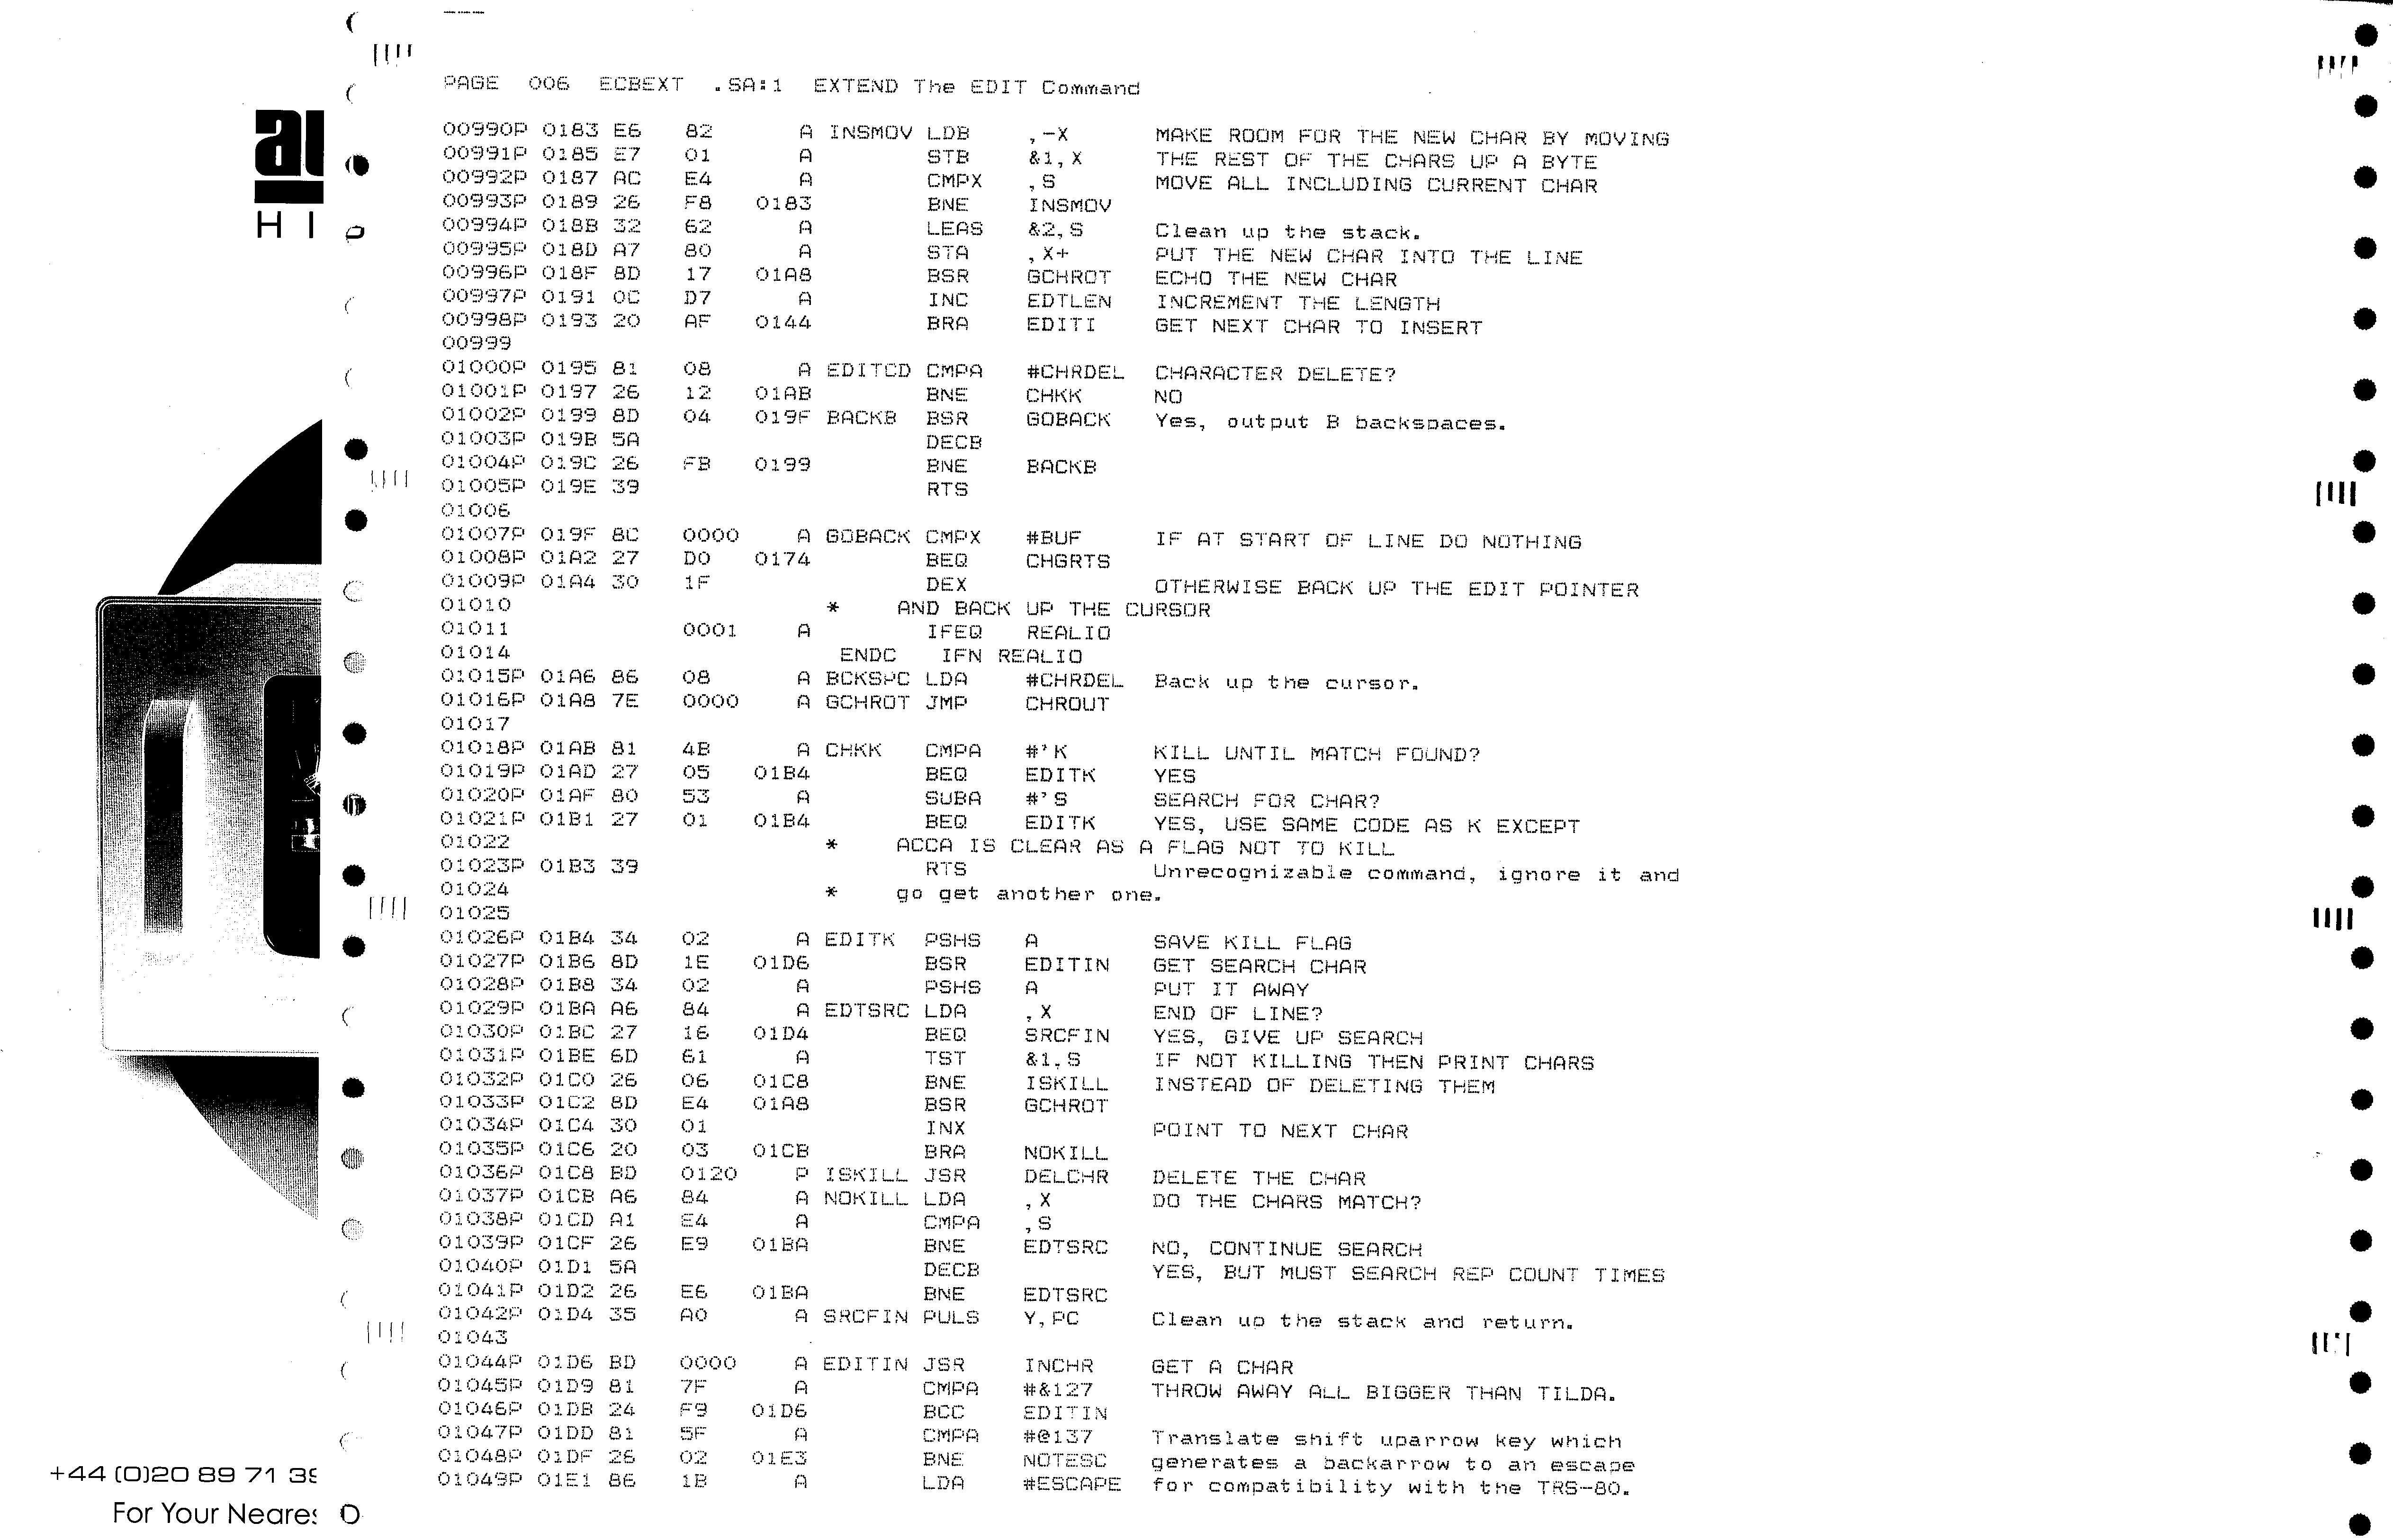 PAGE  006  ECBEXT  .SA:1  EXTEND The EDIT Command
00990P 0183 E6 82 A INSMOV LDB ,-X MAKE ROOM FOR THE NEW CHAR BY MOVING
00991P 0185 E7 01 A STB &1,X THE REST OF THE CHARS UP A BYTE
00992P 0187 AC E4 A CMPX ,S MOVE ALL INCLUDING CURRENT CHAR
00993P 0189 26 F8 0183 BNE INSMOV
00994P 018B 32 62 A LEAS &2,S Clean up the stack.
00995P 018D A7 80 A STA ,X+ PUT THE NEW CHAR INTO THE LINE
00996P 018F 8D 17 01A8 BSR GCHROT ECHO THE NEW CHAR
00997P 0191 0C D7 A INC EDTLEN INCREMENT THE LENGTH
00998P 0193 20 AF 0144 BRA EDITI GET NEXT CHAR TO INSERT
00999
01000P 0195 81 08 A EDITCD CMPA #CHRDEL CHARACTER DELETE?
01001P 0197 26 12 01AB BNE CHKK NO
01002P 0199 8D 04 019F BACKB BSR GOBACK Yes, output B backspaces.
01003P 019B 5A DECB
01004P 019C 26 FB 0199 BNE BACKB
01005P 019E 39 RTS
01006
01007P 019F 8C 0000 A GOBACK CMPX #BUF IF AT START OF LINE DO NOTHING
01008P 01A2 27 D0 0174 BEQ CHGRTS
01009P 01A4 30 1F DEX OTHERWISE BACK UP THE EDIT POINTER
01010 * AND BACK UP THE CURSOR
01011 0001 A IFEQ REALIO
01014 ENDC IFN REALIO
01015P 01A6 86 08 A BCKSPC LDA #CHRDEL Back up the cursor.
01016P 01A8 7E 0000 A GCHROT JMP CHROUT
01017
01018P 01AB 81 4B A CHKK CMPA #'K KILL UNTIL MATCH FOUND?
01019P 01AD 27 05 01B4 BEQ EDITK YES
01020P 01AF 80 53 A SUBA #'S SEARCH FOR CHAR?
01021P 01B1 27 01 01B4 BEQ EDITK YES, USE SAME CODE AS K EXCEPT
01022 * ACCA IS CLEAR AS A FLAG NOT TO KILL
01023P 01B3 39 RTS Unrecognizable command, ignore it and
01024 * go get another one.
01025
01026P 01B4 34 02 A EDITK PSHS A SAVE KILL FLAG
01027P 01B6 8D 1E 01D6 BSR EDITIN GET SEARCH CHAR
01028P 01B8 34 02 A PSHS A PUT IT AWAY
01029P 01BA A6 84 A EDTSRC LDA ,X END OF LINE?
01030P 01BC 27 16 01D4 BEQ SRCFIN YES, GIVE UP SEARCH
01031P 01BE 6D 61 A TST &1,S IF NOT KILLING THEN PRINT CHARS
01032P 01C0 26 06 01C8 BNE ISKILL INSTEAD OF DELETING THEM
01033P 01C2 8D E4 01A8 BSR GCHROT
01034P 01C4 30 01 INX POINT TO NEXT CHAR
01035P 01C6 20 03 01CB BRA NOKILL
01036P 01C8 BD 0120 P ISKILL JSR DELCHR DELETE THE CHAR
01037P 01CB A6 84 A NOKILL LDA ,X DO THE CHARS MATCH?
01038P 01CD A1 E4 A CMPA ,S
01039P 01CF 26 E9 01BA BNE EDTSRC NO, CONTINUE SEARCH
01040P 01D1 5A DECB YES, BUT MUST SEARCH REP COUNT TIMES
01041P 01D2 26 E6 01BA BNE EDTSRC
01042P 01D4 35 A0 A SRCFIN PULS Y,PC Clean up the stack and return.
01043
01044P 01D6 BD 0000 A EDITIN JSR INCHR GET A CHAR
01045P 01D9 81 7F A CMPA #&127 THROW AWAY ALL BIGGER THAN TILDA.
01046P 01DB 24 F9 01D6 BCC EDITIN
01047P 01DD 81 5F A CMPA #@137 Translate shift uparrow key which
01048P 01DF 26 02 01E3 BNE NOTESC generates a backarrow to an escape
01049P 01E1 86 1B A LDA #ESCAPE for compatibility with the TRS-80.
H I
+44 (0)20 89 71 39
For Your Neares